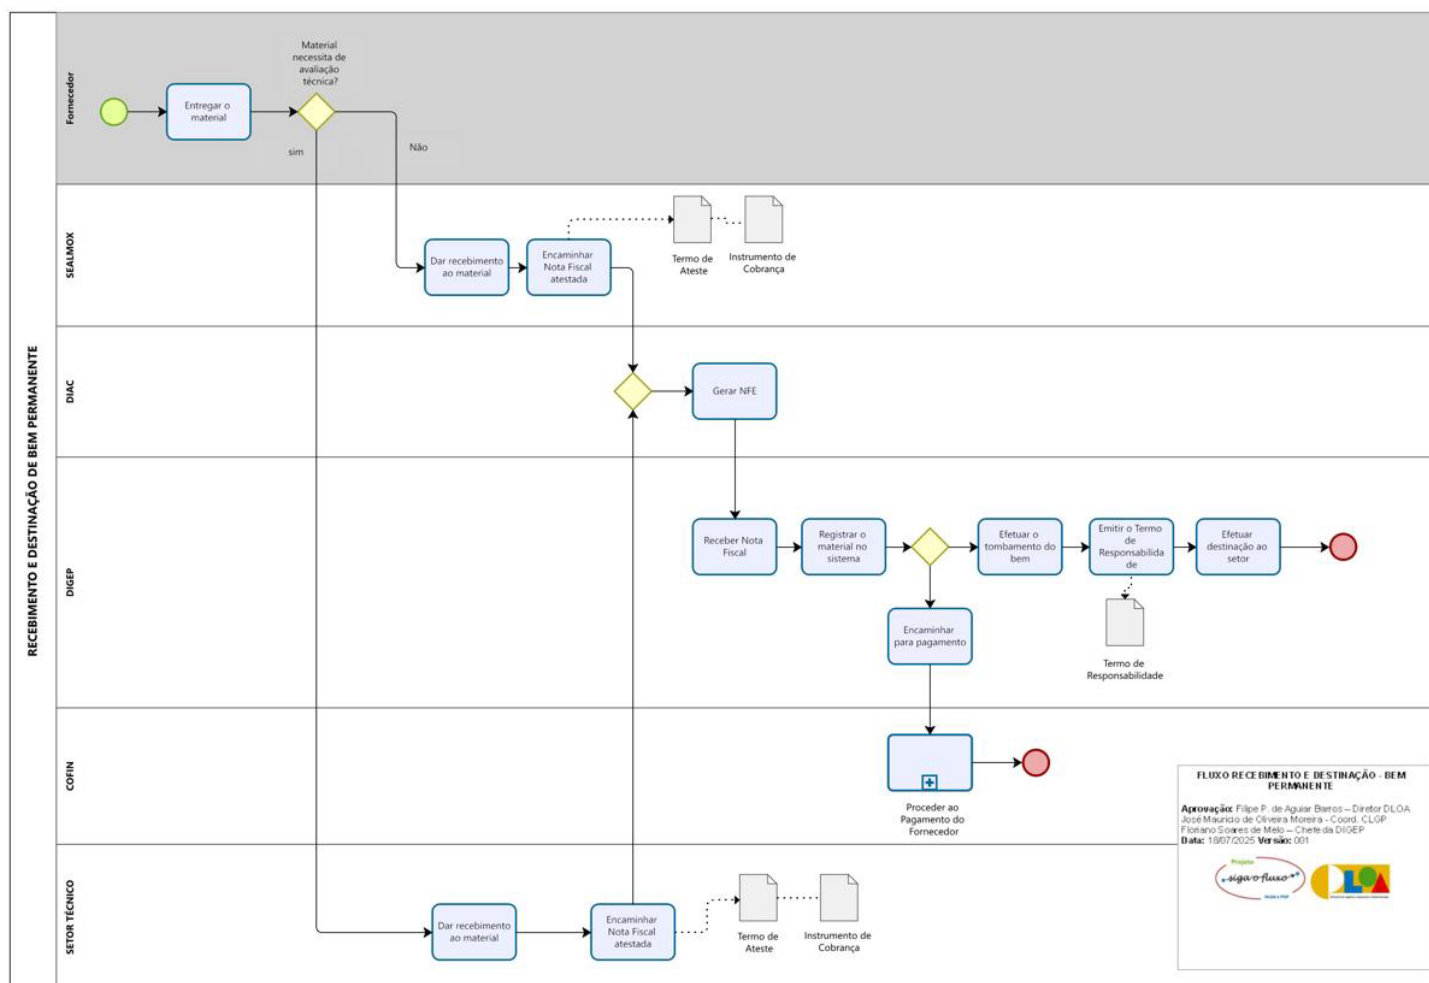 RECEBIMENTO E DESTINAÇÃO DE BEM PERMANENTE
Fornecedor
Entregar o
material
Material
necessita de
avaliação
técnica?
sim
Não
SEALMOX
Dar recebimento
ao material
Encaminhar
Nota Fiscal
atestada
Termo de
Ateste
Instrumento de
Cobrança
DIAC
Gerar NFE
DIGEP
Receber Nota
Fiscal
Registrar o
material no
sistema
Efetuar o
tombamento do
bem
Emitir o Termo
de
Responsabilida
de
Efetuar
destinação ao
setor
Encaminhar
para pagamento
Termo de
Responsabilidade
COFIN
Proceder ao
Pagamento do
Fornecedor
SETOR TÉCNICO
Dar recebimento
ao material
Encaminhar
Nota Fiscal
atestada
Termo de
Ateste
Instrumento de
Cobrança
FLUXO RECEBIMENTO E DESTINAÇÃO - BEM
PERMANENTE
Aprovação: Filipe P. de Aguiar Barros – Diretor DLOA
José Mauricio de Oliveira Moreira - Coord. CLGP
Floriano Soares de Melo – Chefe da DIGEP
Data: 18/07/2025 Versão: 001
Projeto
siga o fluxo
DLOA